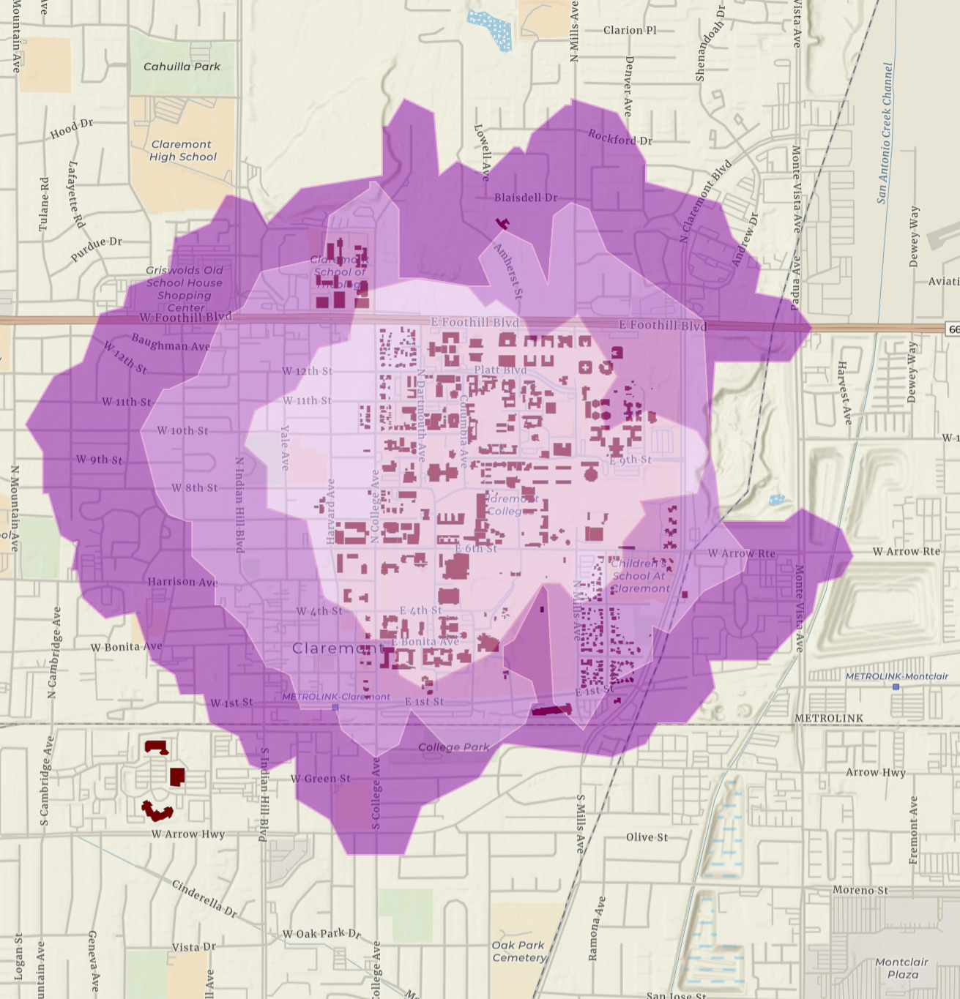 Mountain Ave
N Mills Ave
Clarion Pl
Shenandoah Dr
Vista Ave
Cahuilla Park
Denver Ave
San Antonio Creek Channel
Hood Dr
Claremont
High School
Lowell Ave
Rockford Dr
Monte Vista Ave
Lafayette Rd
Tulane Rd
N Claremont Blvd
Blaisdell Dr
Andrew Dr
Dewey Way
Purdue Dr
Amherst St
Claremont
School of
Theology
Griswolds Old
School House
Shopping
Center
Padua Ave
Aviati
W Foothill Blvd
E Foothill Blvd
E Foothill Blvd
66
Baughman Ave
W 12th St
W 12th St
Platt Blvd
Harvest Ave
Dewey Way
N Dartmouth Ave
Columbia Ave
W 11th St
W 11th St
W 10th St
Yale Ave
W 1
W 9th St
E 9th St
N Mountain Ave
N Indian Hill Blvd
Harvard Ave
N College Ave
W 8th St
Claremont
Colleges
ool
E 6th St
W Arrow Rte
W Arrow Rte
Children's
School At
Claremont
Harrison Ave
N Mills Ave
Monte Vista Ave
W 4th St
E 4th St
N Cambridge Ave
W Bonita Ave
Claremont
E Bonita Ave
METROLINK-Montclair
METROLINK-Claremont
E 1st St
W 1st St
E 1st St
METROLINK
S Cambridge Ave
College Park
S Indian Hill Blvd
W Green St
S College Ave
Arrow Hwy
S Mills Ave
Fremont Ave
W Arrow Hwy
Olive St
Cinderella Dr
Moreno St
Ramona Ave
W Oak Park Dr
Logan St
untain Ave
Geneva Ave
Vista Dr
ll Ave
ollege Ave
Oak Park
Cemetery
Montclair
Plaza
San Jose St